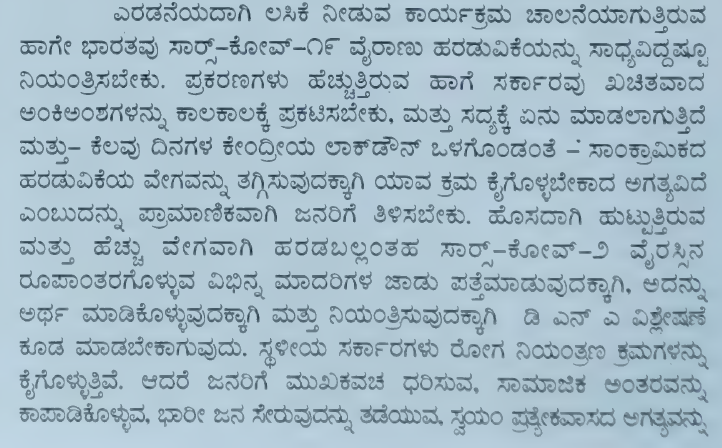 ಎರಡನೆಯದಾಗಿ ಲಸಿಕೆ ನೀಡುವ ಕಾರ್ಯಕ್ರಮ ಚಾಲನೆಯಾಗುತ್ತಿರುವ
ಹಾಗೇ ಭಾರತವು ಸಾರ್ಸ್-ಕೋವ್-೧೯ ವೈರಾಣು ಹರಡುವಿಕೆಯನ್ನು ಸಾಧ್ಯವಿದ್ದಷ್ಟೂ
ನಿಯಂತ್ರಿಸಬೇಕು. ಪ್ರಕರಣಗಳು ಹೆಚ್ಚುತ್ತಿರುವ ಹಾಗೆ ಸರ್ಕಾರವು ಖಚಿತವಾದ
ಅಂಕಿಅಂಶಗಳನ್ನು ಕಾಲಕಾಲಕ್ಕೆ ಪ್ರಕಟಿಸಬೇಕು, ಮತ್ತು ಸದ್ಯಕ್ಕೆ ಏನು ಮಾಡಲಾಗುತ್ತಿದೆ
ಮತ್ತು- ಕೆಲವು ದಿನಗಳ ಕೇಂದ್ರೀಯ ಲಾಕ್‌ಡೌನ್ ಒಳಗೊಂಡಂತೆ - ಸಾಂಕ್ರಾಮಿಕದ
ಹರಡುವಿಕೆಯ ವೇಗವನ್ನು ತಗ್ಗಿಸುವುದಕ್ಕಾಗಿ ಯಾವ ಕ್ರಮ ಕೈಗೊಳ್ಳಬೇಕಾದ ಅಗತ್ಯವಿದೆ
ಎಂಬುದನ್ನು ಪ್ರಾಮಾಣಿಕವಾಗಿ ಜನರಿಗೆ ತಿಳಿಸಬೇಕು. ಹೊಸದಾಗಿ ಹುಟ್ಟುತ್ತಿರುವ
ಮತ್ತು ಹೆಚ್ಚು ವೇಗವಾಗಿ ಹರಡಬಲ್ಲಂತಹ ಸಾರ್ಸ್-ಕೋವ್-೨ ವೈರಸ್ಸಿನ
ರೂಪಾಂತರಗೊಳ್ಳುವ ವಿಭಿನ್ನ ಮಾದರಿಗಳ ಜಾಡು ಪತ್ತೆಮಾಡುವುದಕ್ಕಾಗಿ, ಅದನ್ನು
ಅರ್ಥ ಮಾಡಿಕೊಳ್ಳುವುದಕ್ಕಾಗಿ ಮತ್ತು ನಿಯಂತ್ರಿಸುವುದಕ್ಕಾಗಿ ಡಿ ಎನ್ ಎ ವಿಶ್ಲೇಷಣೆ
ಕೂಡ ಮಾಡಬೇಕಾಗುವುದು. ಸ್ಥಳೀಯ ಸರ್ಕಾರಗಳು ರೋಗ ನಿಯಂತ್ರಣ ಕ್ರಮಗಳನ್ನು
ಕೈಗೊಳ್ಳುತ್ತಿವೆ. ಆದರೆ ಜನರಿಗೆ ಮುಖಕವಚ ಧರಿಸುವ, ಸಾಮಾಜಿಕ ಅಂತರವನ್ನು
ಕಾಪಾಡಿಕೊಳ್ಳುವ, ಭಾರೀ ಜನ ಸೇರುವುದನ್ನು ತಡೆಯುವ, ಸ್ವಯಂ ಪ್ರತ್ಯೇಕವಾಸದ ಅಗತ್ಯವನ್ನು